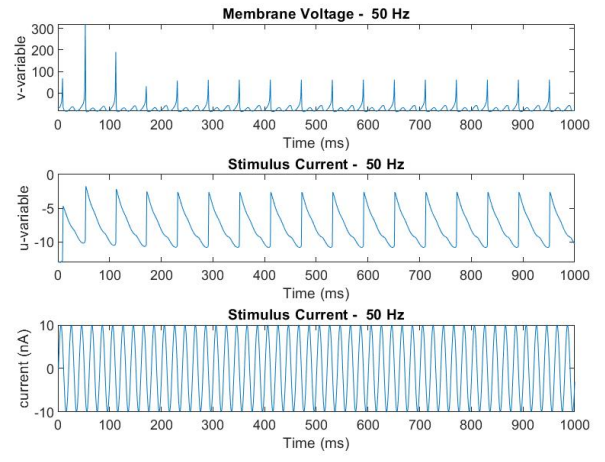 Membrane Voltage - 50 Hz
v-variable
300
200
100
0
0 100 200 300 400 500 600 700 800 900 1000
Time (ms)
Stimulus Current - 50 Hz
u-variable
0
-5
-10
0 100 200 300 400 500 600 700 800 900 1000
Time (ms)
Stimulus Current - 50 Hz
current (nA)
10
0
-10
0 100 200 300 400 500 600 700 800 900 1000
Time (ms)